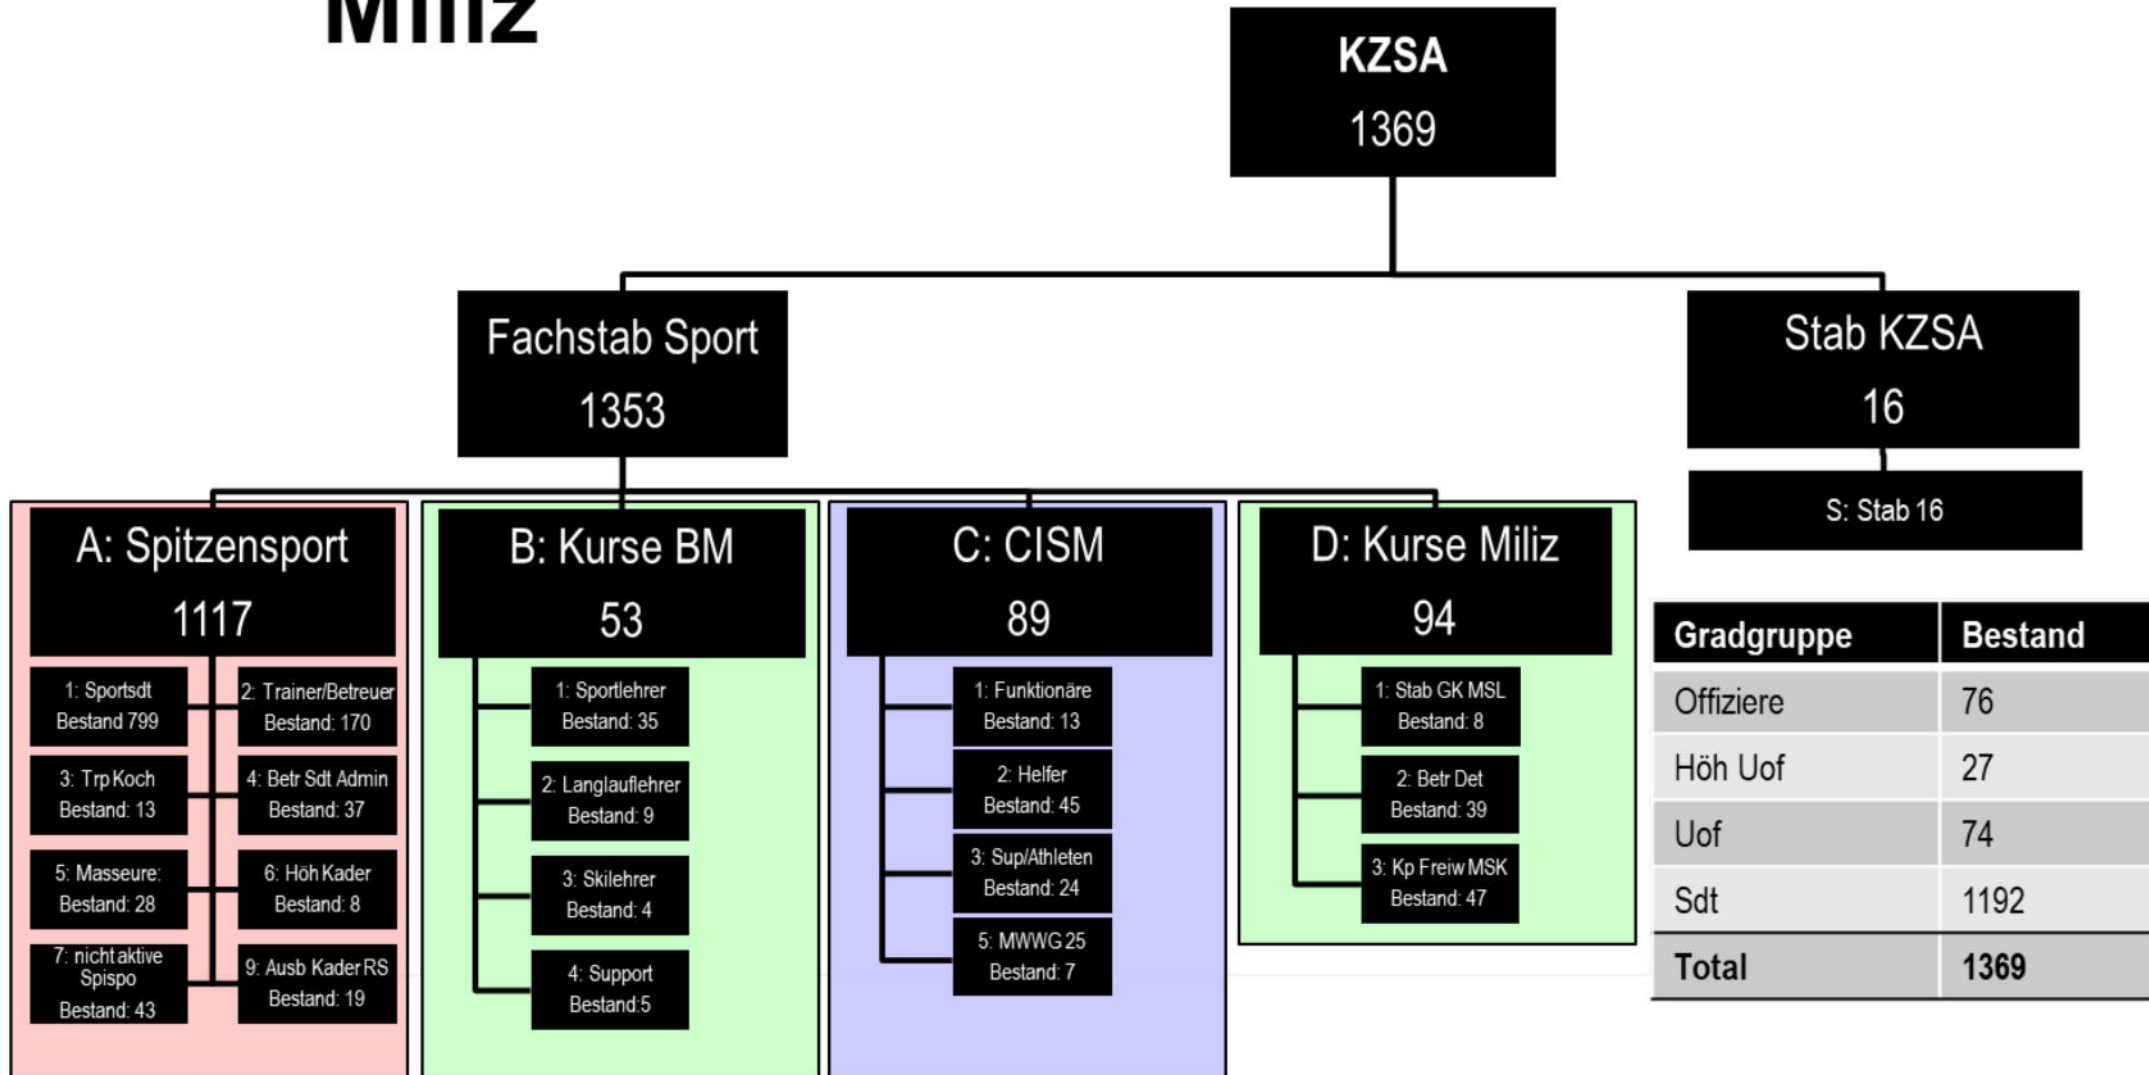 Miliz
KZSA
1369
Fachstab Sport
1353
Stab KZSA
16
S: Stab 16
A: Spitzensport
1117
1: Sportsdt
Bestand 799
2: Trainer/Betreuer
Bestand: 170
3: Trp Koch
Bestand: 13
4: Betr Sdt Admin
Bestand: 37
5: Masseure:
Bestand: 28
6: Höh Kader
Bestand: 8
7: nicht aktive
Spispo
Bestand: 43
9: Ausb Kader RS
Bestand: 19
B: Kurse BM
53
1: Sportlehrer
Bestand: 35
2: Langlauflehrer
Bestand: 9
3: Skilehrer
Bestand: 4
4: Support
Bestand:5
C: CISM
89
1: Funktionäre
Bestand: 13
2: Helfer
Bestand: 45
3: Sup/Athleten
Bestand: 24
5: MWWG 25
Bestand: 7
D: Kurse Miliz
94
1: Stab GK MSL
Bestand: 8
2: Betr Det
Bestand: 39
3: Kp Freiw MSK
Bestand: 47
Gradgruppe Bestand
Offiziere 76
Höh Uof 27
Uof 74
Sdt 1192
Total 1369